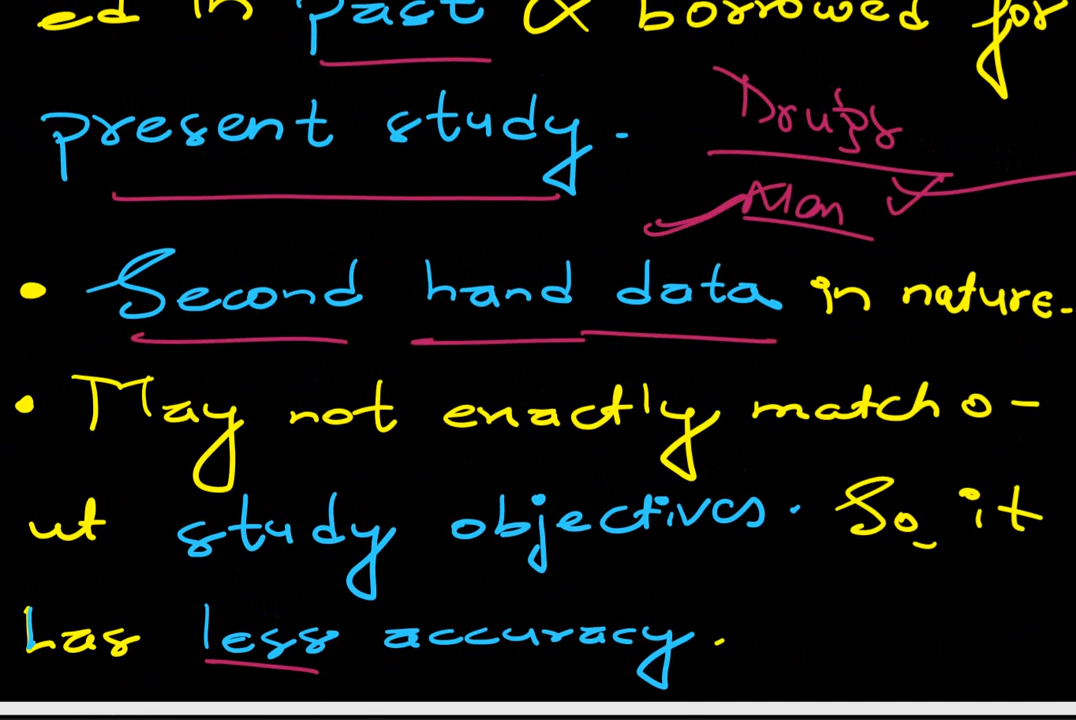 ed in past & borrowed for
present study.
Drugs
Man
• Second hand data in nature.
• May not exactly match o-
ut study objectives. So it
has less accuracy.